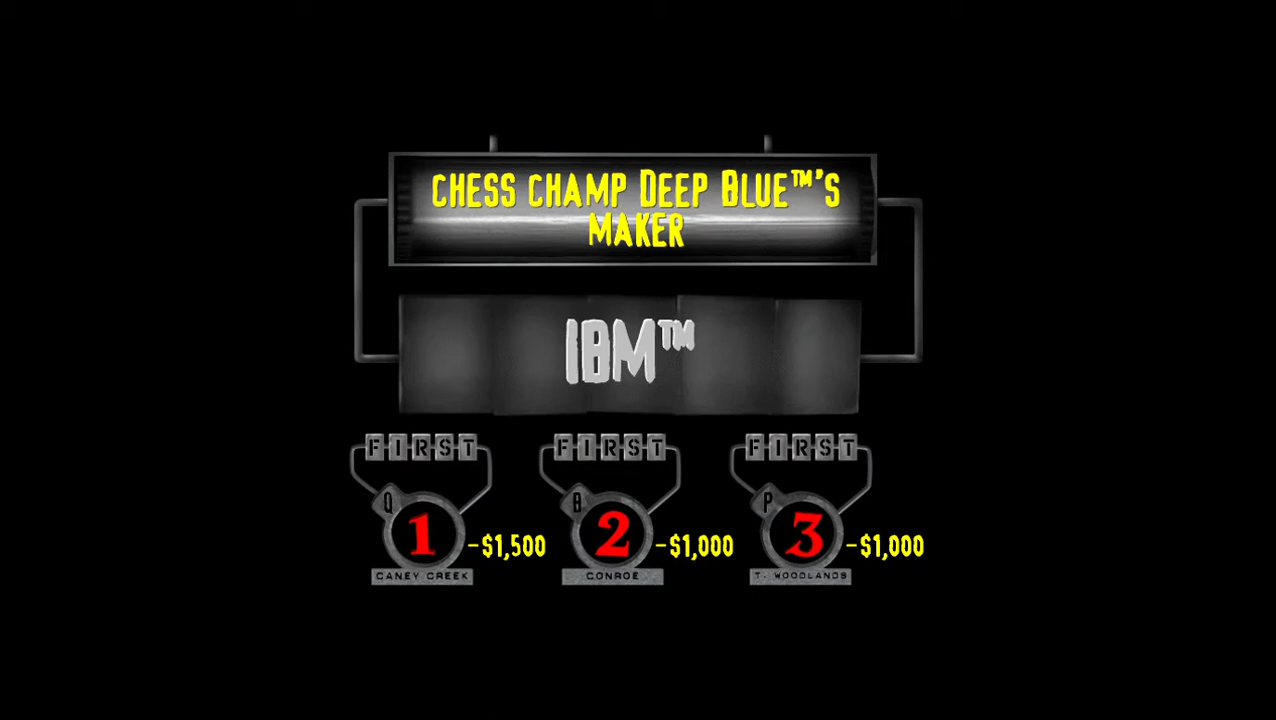 CHESS CHAMP DEEP BLUE™'S
MAKER
IBM™
FIRST FIRST FIRST
Q B P
1 -$1,500 2 -$1,000 3 -$1,000
CANEY CREEK CONROE T. WOODLANDS